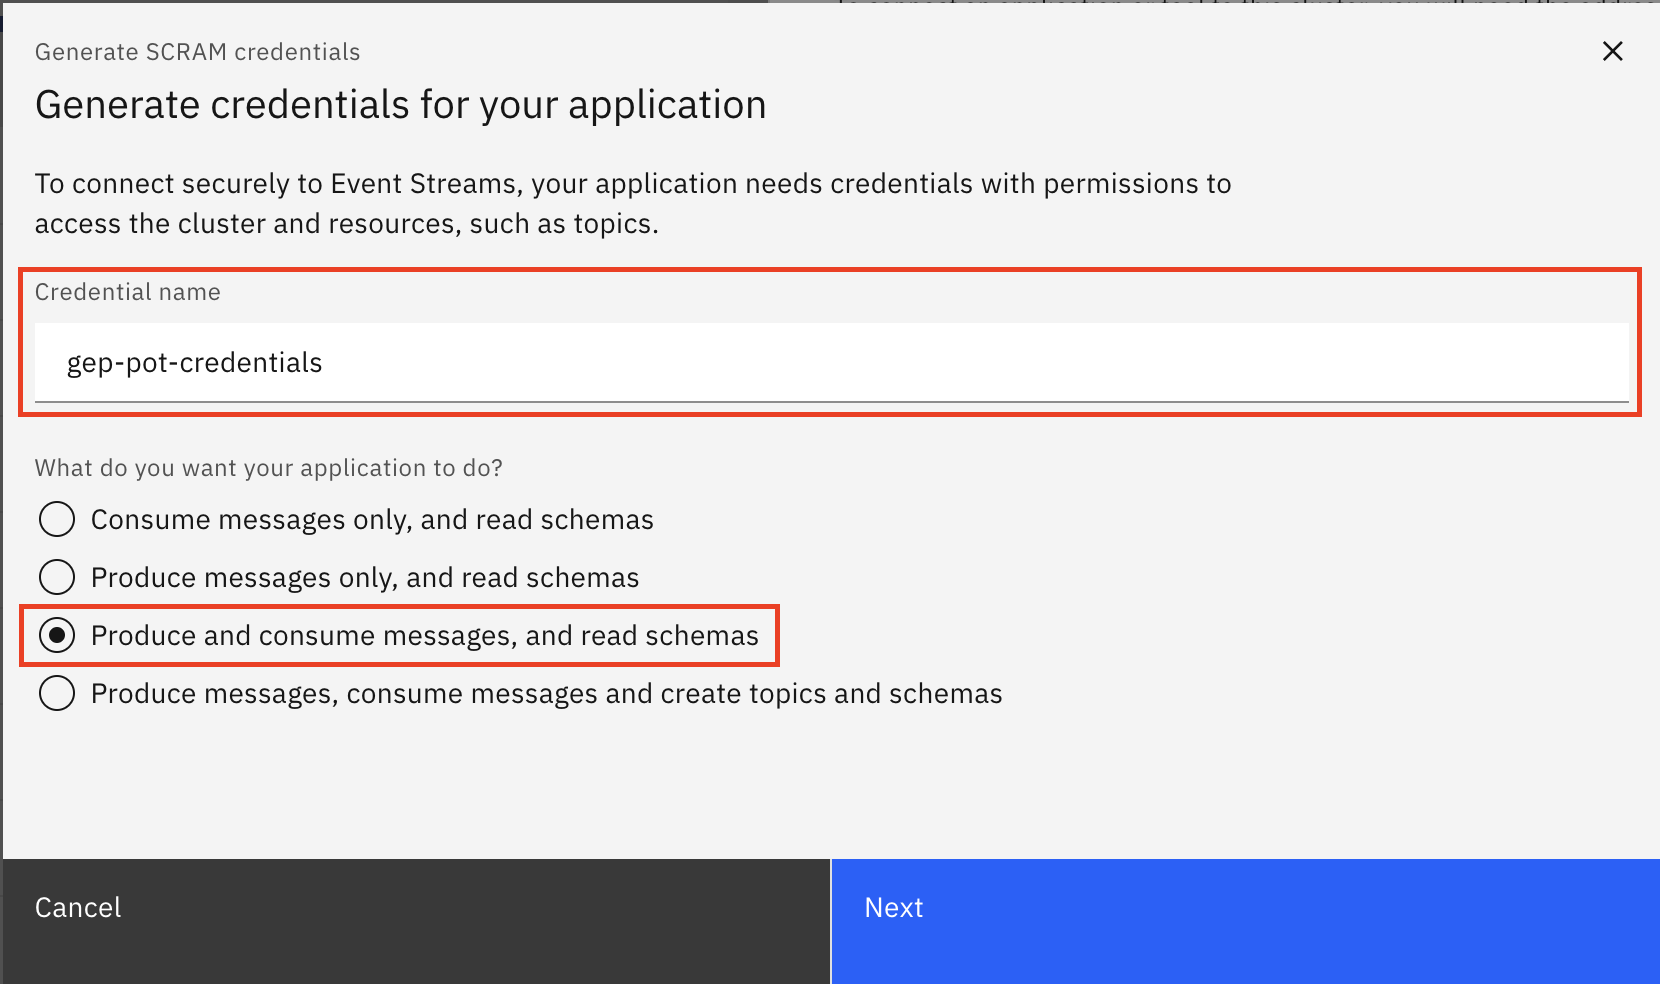 Generate SCRAM credentials
Generate credentials for your application
To connect securely to Event Streams, your application needs credentials with permissions to
access the cluster and resources, such as topics.
Credential name
gep-pot-credentials
What do you want your application to do?
Consume messages only, and read schemas
Produce messages only, and read schemas
Produce and consume messages, and read schemas
Produce messages, consume messages and create topics and schemas
Cancel
Next